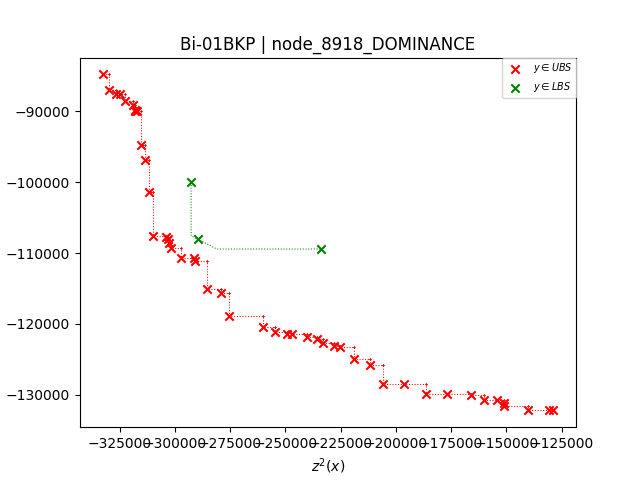 Bi-01BKP | node_8918_DOMINANCE
y ∈ UBS
y ∈ LBS
−90000
−100000
−110000
−120000
−130000
−325000 −300000 −275000 −250000 −225000 −200000 −175000 −150000 −125000
z²(x)